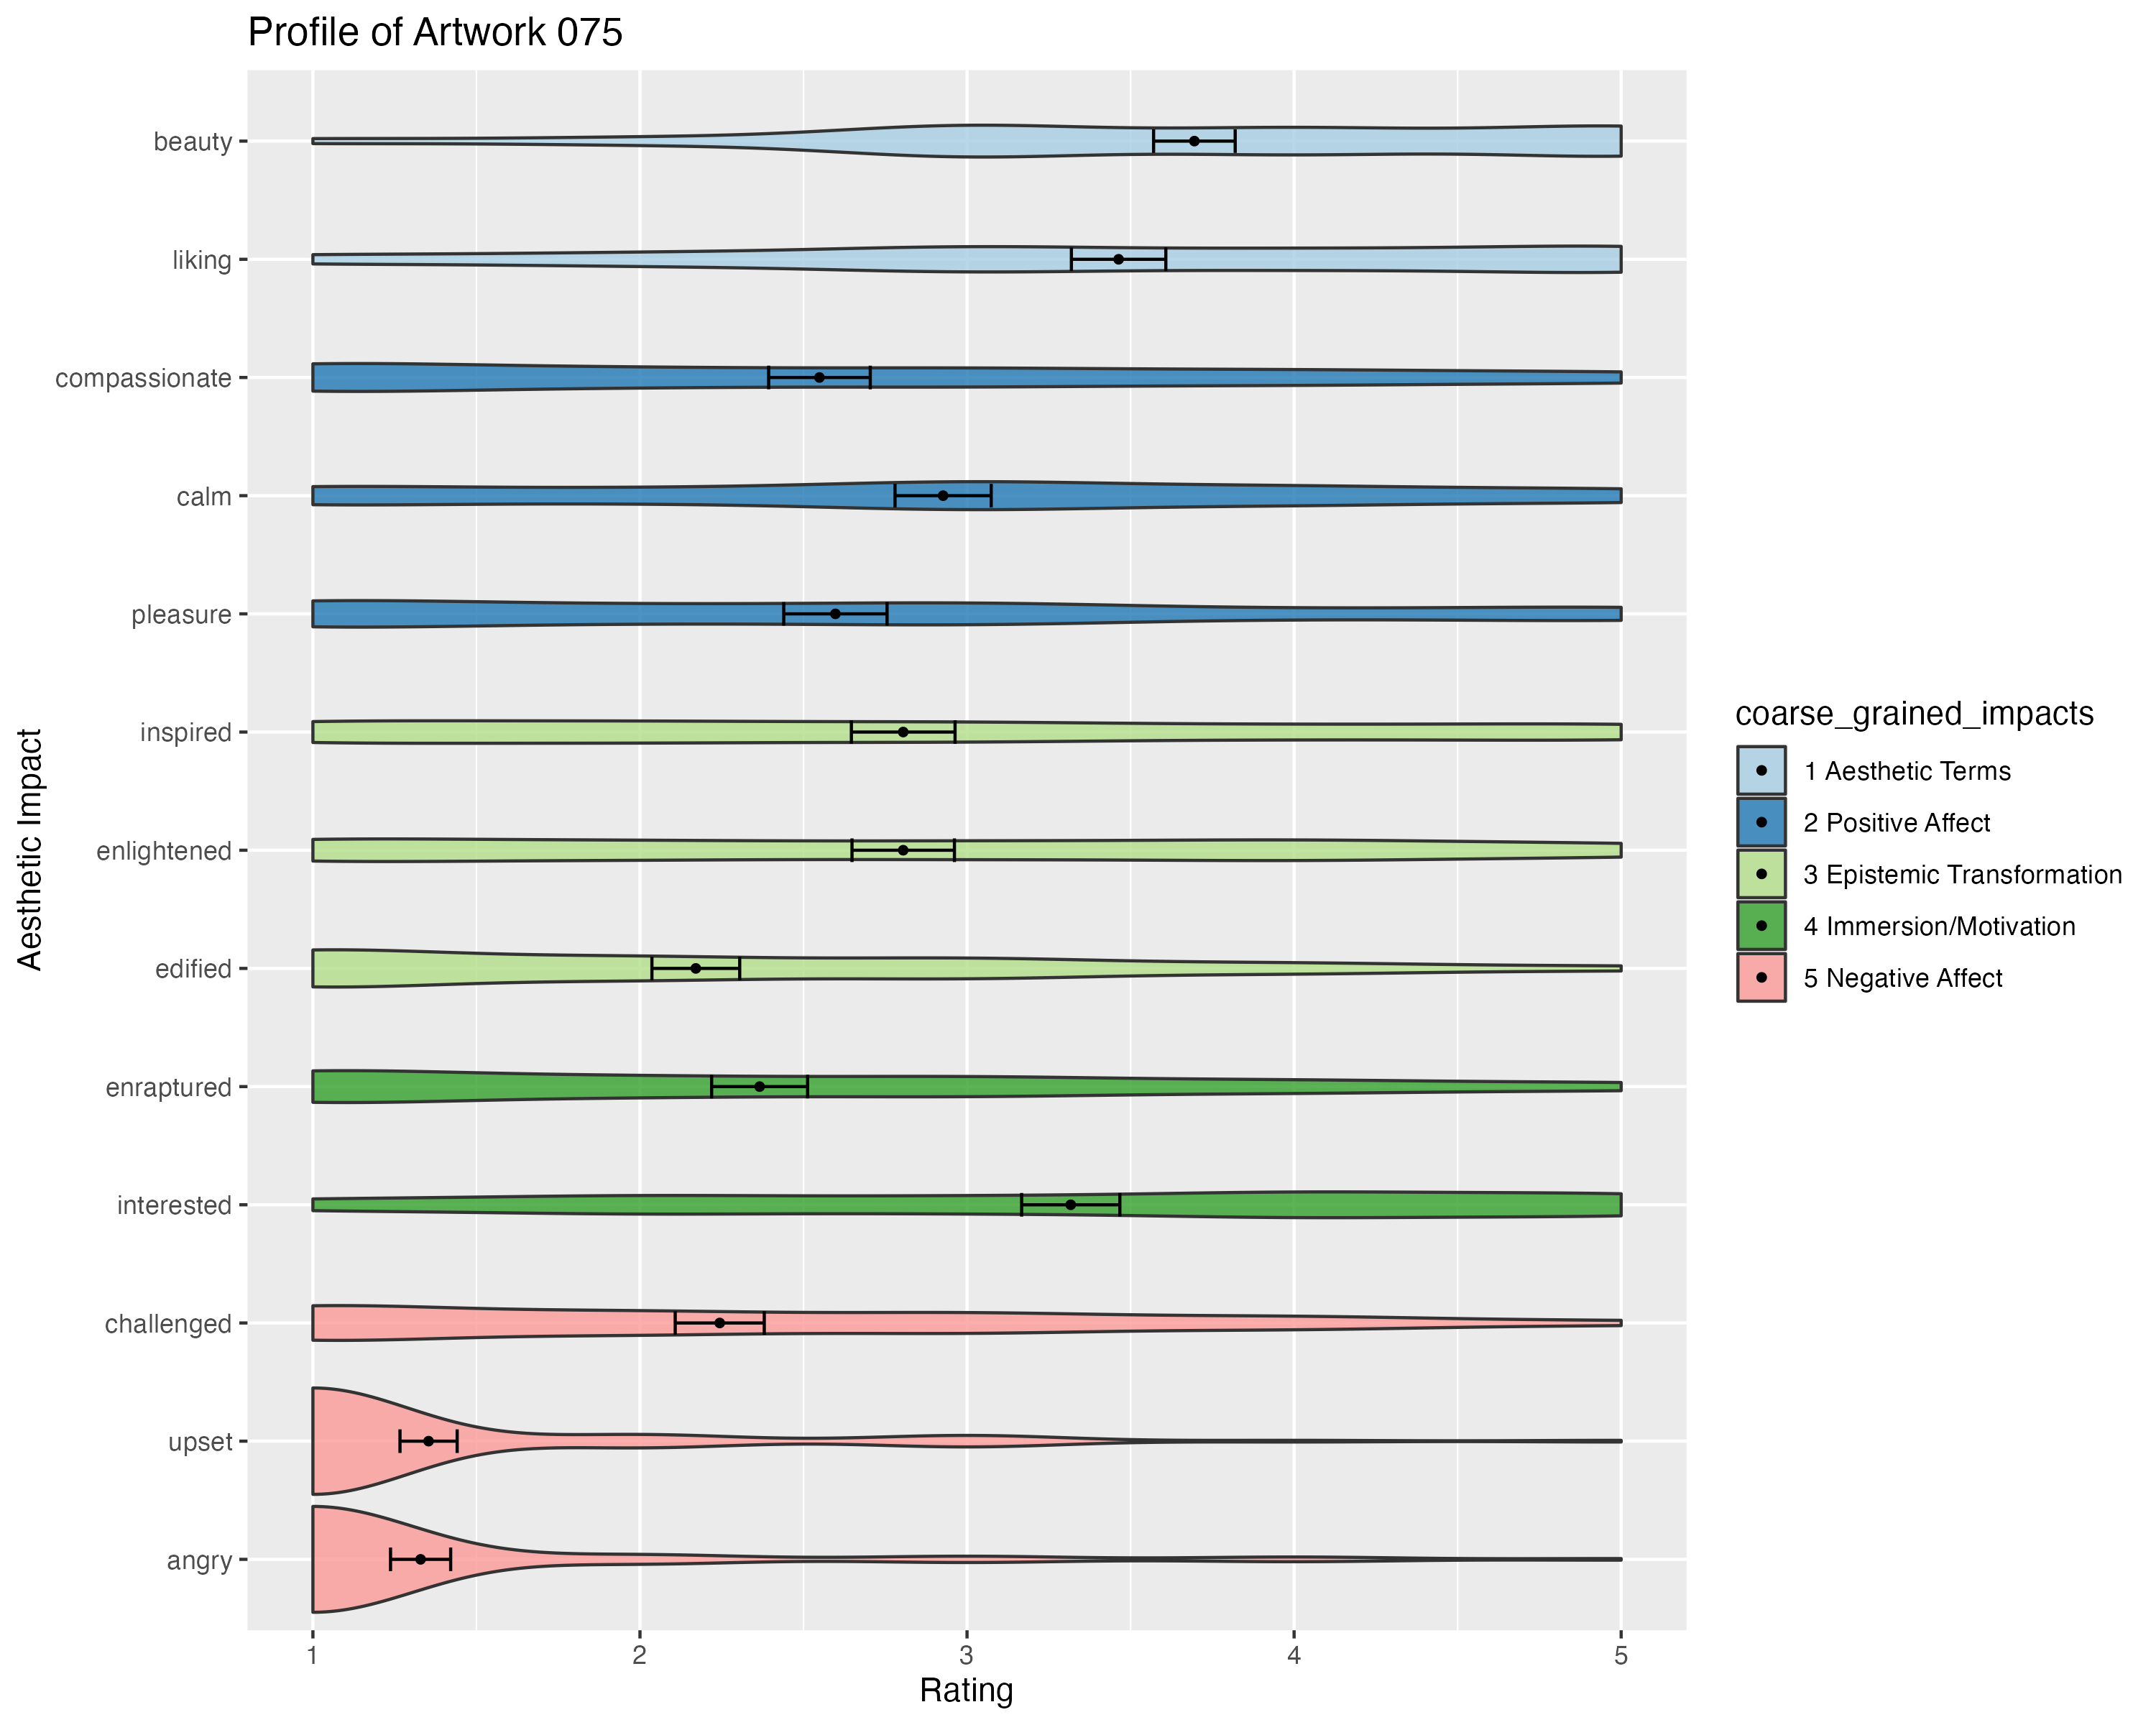 Profile of Artwork 075
Aesthetic Impact
beauty
liking
compassionate
calm
pleasure
inspired
enlightened
edified
enraptured
interested
challenged
upset
angry
1 2 3 4 5
Rating
coarse_grained_impacts
1 Aesthetic Terms
2 Positive Affect
3 Epistemic Transformation
4 Immersion/Motivation
5 Negative Affect